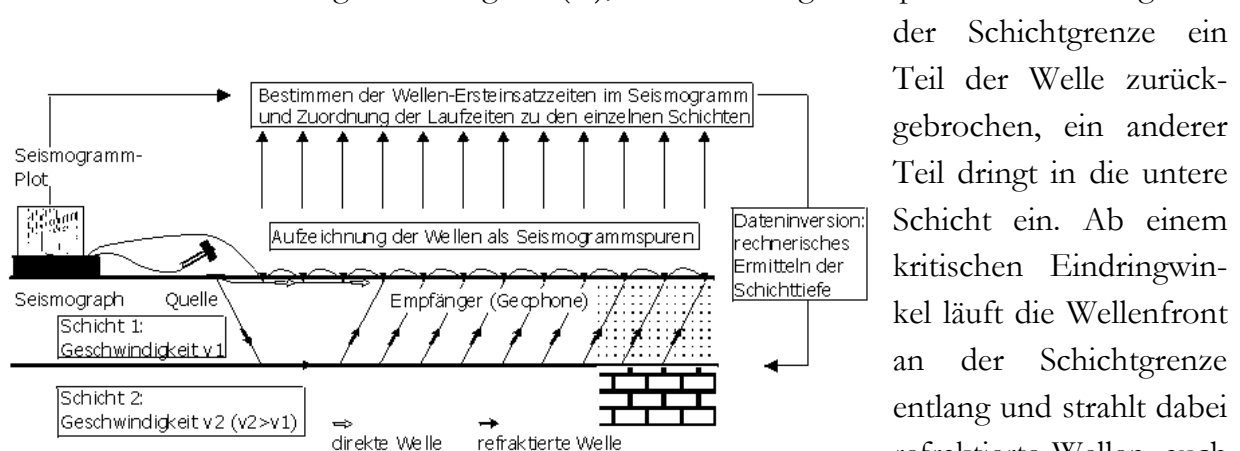 der Schichtgrenze ein
Teil der Welle zurück-
gebrochen, ein anderer
Teil dringt in die untere
Schicht ein. Ab einem
kritischen Eindringwin-
kel läuft die Wellenfront
an der Schichtgrenze
entlang und strahlt dabei
Bestimmen der Wellen-Ersteinsatzzeiten im Seismogramm
und Zuordnung der Laufzeiten zu den einzelnen Schichten
Seismogramm-
Plot
Aufzeichnung der Wellen als Seismogrammspuren
Dateninversion:
rechnerisches
Ermitteln der
Schichttiefe
Seismograph
Quelle
Empfänger (Geophone)
Schicht 1:
Geschwindigkeit v1
Schicht 2:
Geschwindigkeit v2 (v2>v1)
direkte Welle
refraktierte Welle